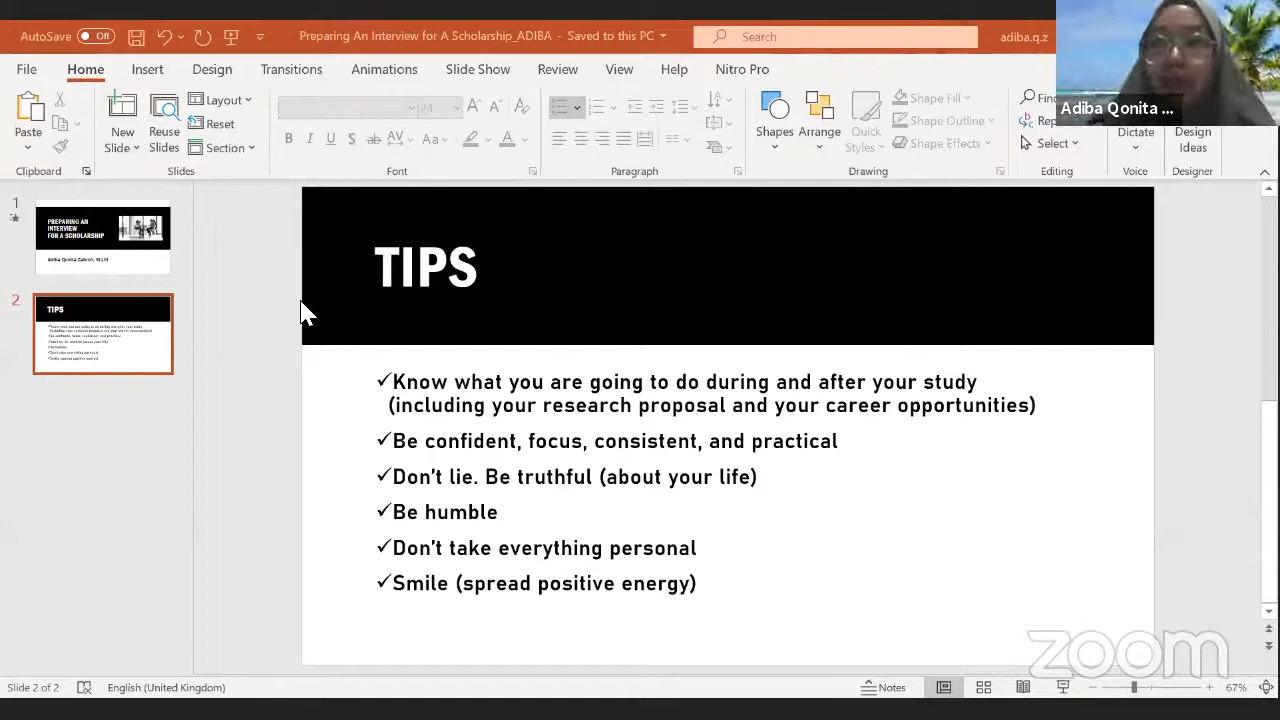 AutoSave Off Preparing An Interview for A Scholarship_ADIBA - Saved to this PC Search adiba.q.z
File Home Insert Design Transitions Animations Slide Show Review View Help Nitro Pro
Adiba Qonita ...
Paste New Slide Reuse Slides Layout Reset Section 24 Aa Shapes Arrange Quick Styles Shape Fill Shape Outline Shape Effects Select Dictate Design Ideas
Clipboard Slides Font Paragraph Drawing Editing Voice Designer
1
PREPARING AN
INTERVIEW
FOR A SCHOLARSHIP
2
TIPS
TIPS
✓Know what you are going to do during and after your study
(including your research proposal and your career opportunities)
✓Be confident, focus, consistent, and practical
✓Don't lie. Be truthful (about your life)
✓Be humble
✓Don't take everything personal
✓Smile (spread positive energy)
zoom
Slide 2 of 2 English (United Kingdom) Notes 67%